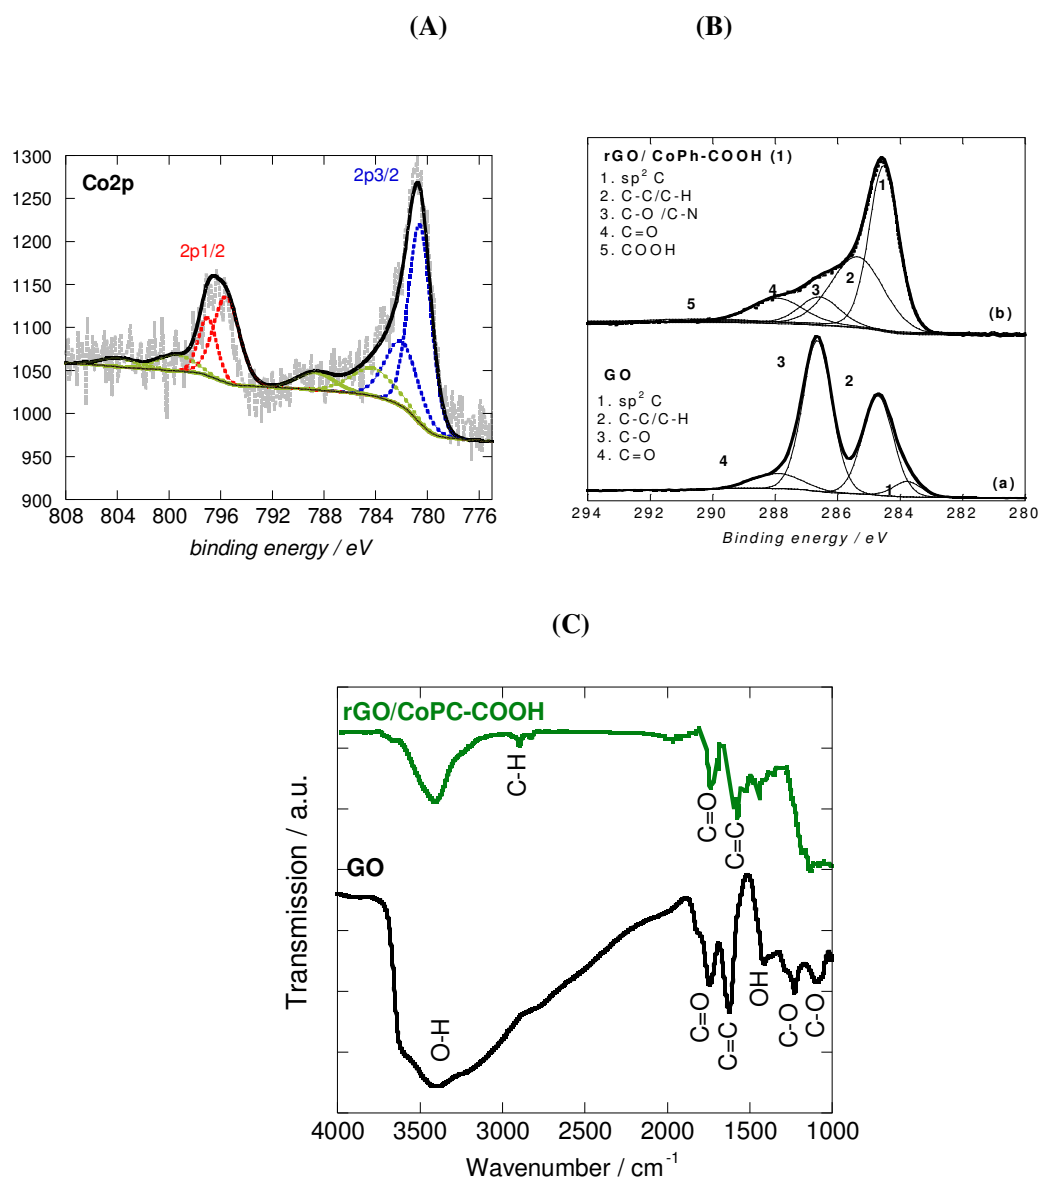 (A)
(B)
Co2p
2p3/2
2p1/2
1300
1250
1200
1150
1100
1050
1000
950
900
808 804 800 796 792 788 784 780 776
binding energy / eV
rGO/ CoPh-COOH (1)
1. sp² C
2. C-C/C-H
3. C-O /C-N
4. C=O
5. COOH
1
2
3
4
5
(b)
GO
1. sp² C
2. C-C/C-H
3. C-O
4. C=O
3
2
4
1
(a)
294 292 290 288 286 284 282 280
Binding energy / eV
(C)
rGO/CoPC-COOH
C-H
C=O
C=C
GO
O-H
C=O
C=C
OH
C-O
C-O
Transmission / a.u.
4000 3500 3000 2500 2000 1500 1000
Wavenumber / cm⁻¹